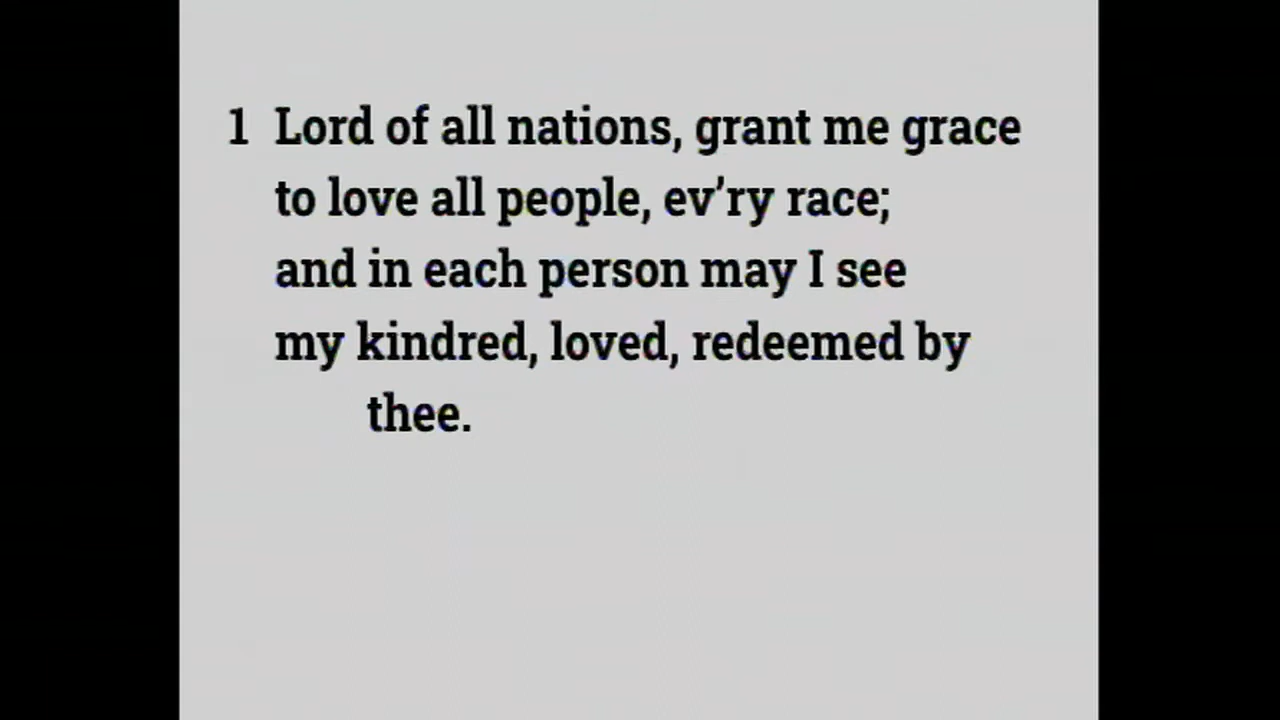 1 Lord of all nations, grant me grace
to love all people, ev’ry race;
and in each person may I see
my kindred, loved, redeemed by
thee.